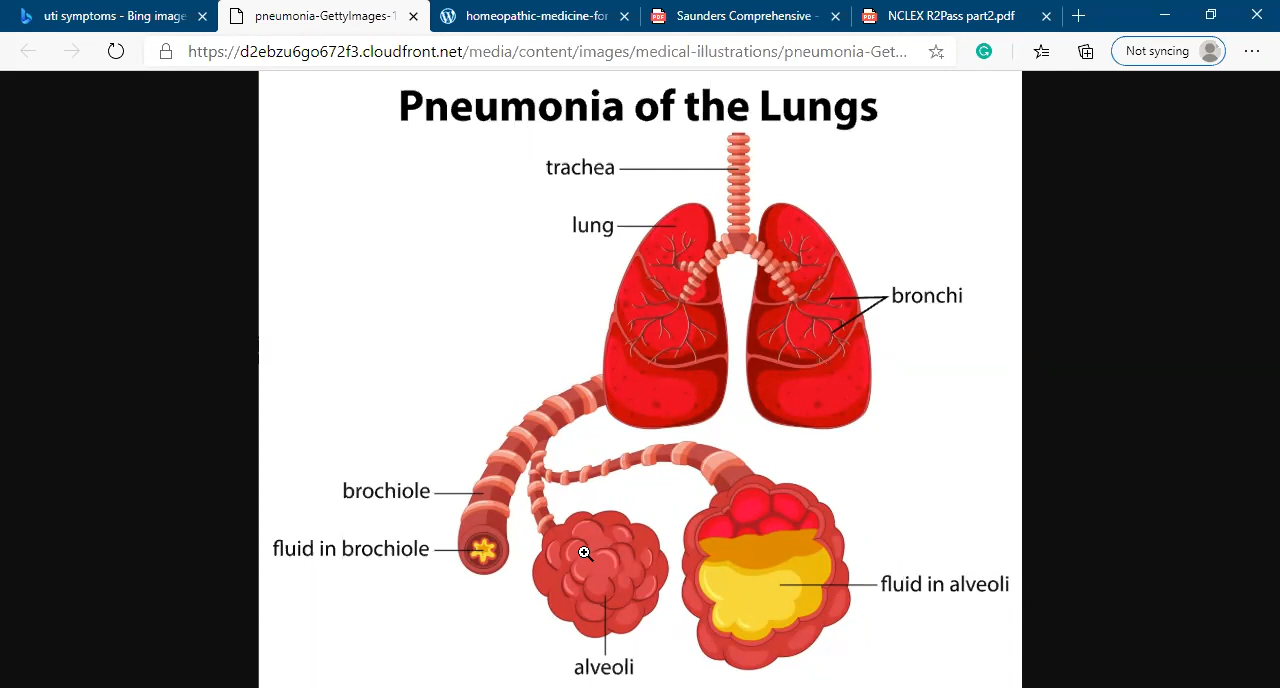 uti symptoms - Bing image
pneumonia-GettyImages-1
homeopathic-medicine-for
Saunders Comprehensive -
NCLEX R2Pass part2.pdf
https://d2ebzu6go672f3.cloudfront.net/media/content/images/medical-illustrations/pneumonia-Get...
Not syncing
Pneumonia of the Lungs
trachea
lung
bronchi
brochiole
fluid in brochiole
fluid in alveoli
alveoli